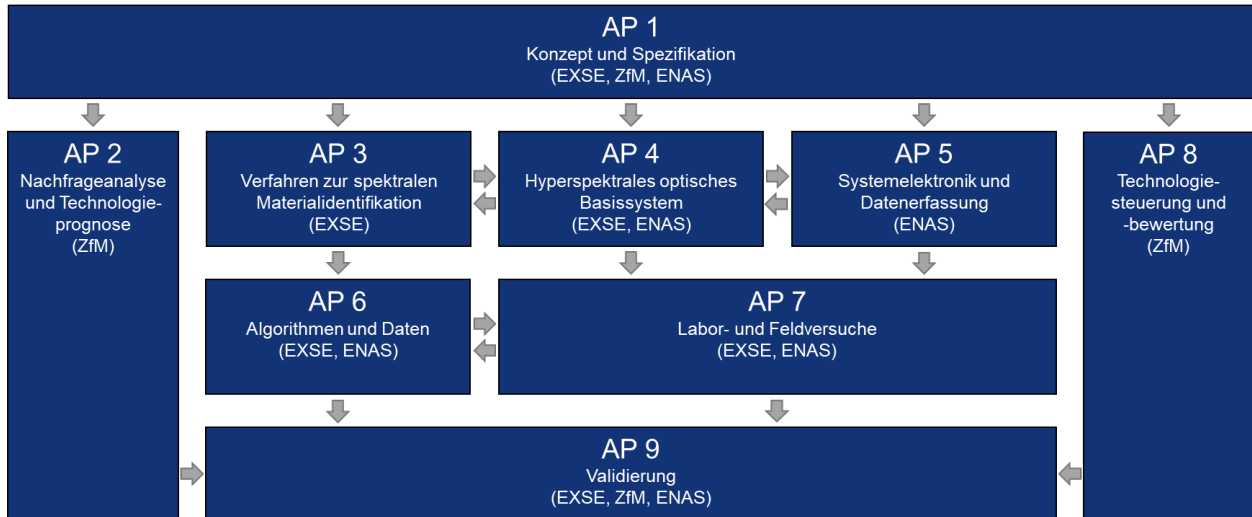 AP 1
Konzept und Spezifikation
(EXSE, ZfM, ENAS)
AP 2
Nachfrageanalyse
und Technologie-
prognose
(ZfM)
AP 3
Verfahren zur spektralen
Materialidentifikation
(EXSE)
AP 4
Hyperspektrales optisches
Basissystem
(EXSE, ENAS)
AP 5
Systemelektronik und
Datenerfassung
(ENAS)
AP 8
Technologie-
steuerung und
-bewertung
(ZfM)
AP 6
Algorithmen und Daten
(EXSE, ENAS)
AP 7
Labor- und Feldversuche
(EXSE, ENAS)
AP 9
Validierung
(EXSE, ZfM, ENAS)